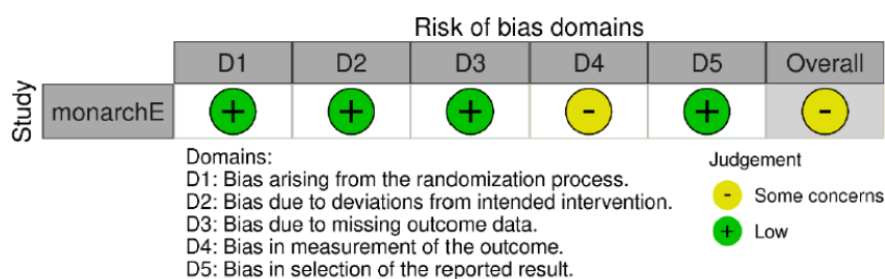 Risk of bias domains
D1 D2 D3 D4 D5 Overall
Study
monarchE + + + - + -
Domains:
D1: Bias arising from the randomization process.
D2: Bias due to deviations from intended intervention.
D3: Bias due to missing outcome data.
D4: Bias in measurement of the outcome.
D5: Bias in selection of the reported result.
Judgement
- Some concerns
+ Low